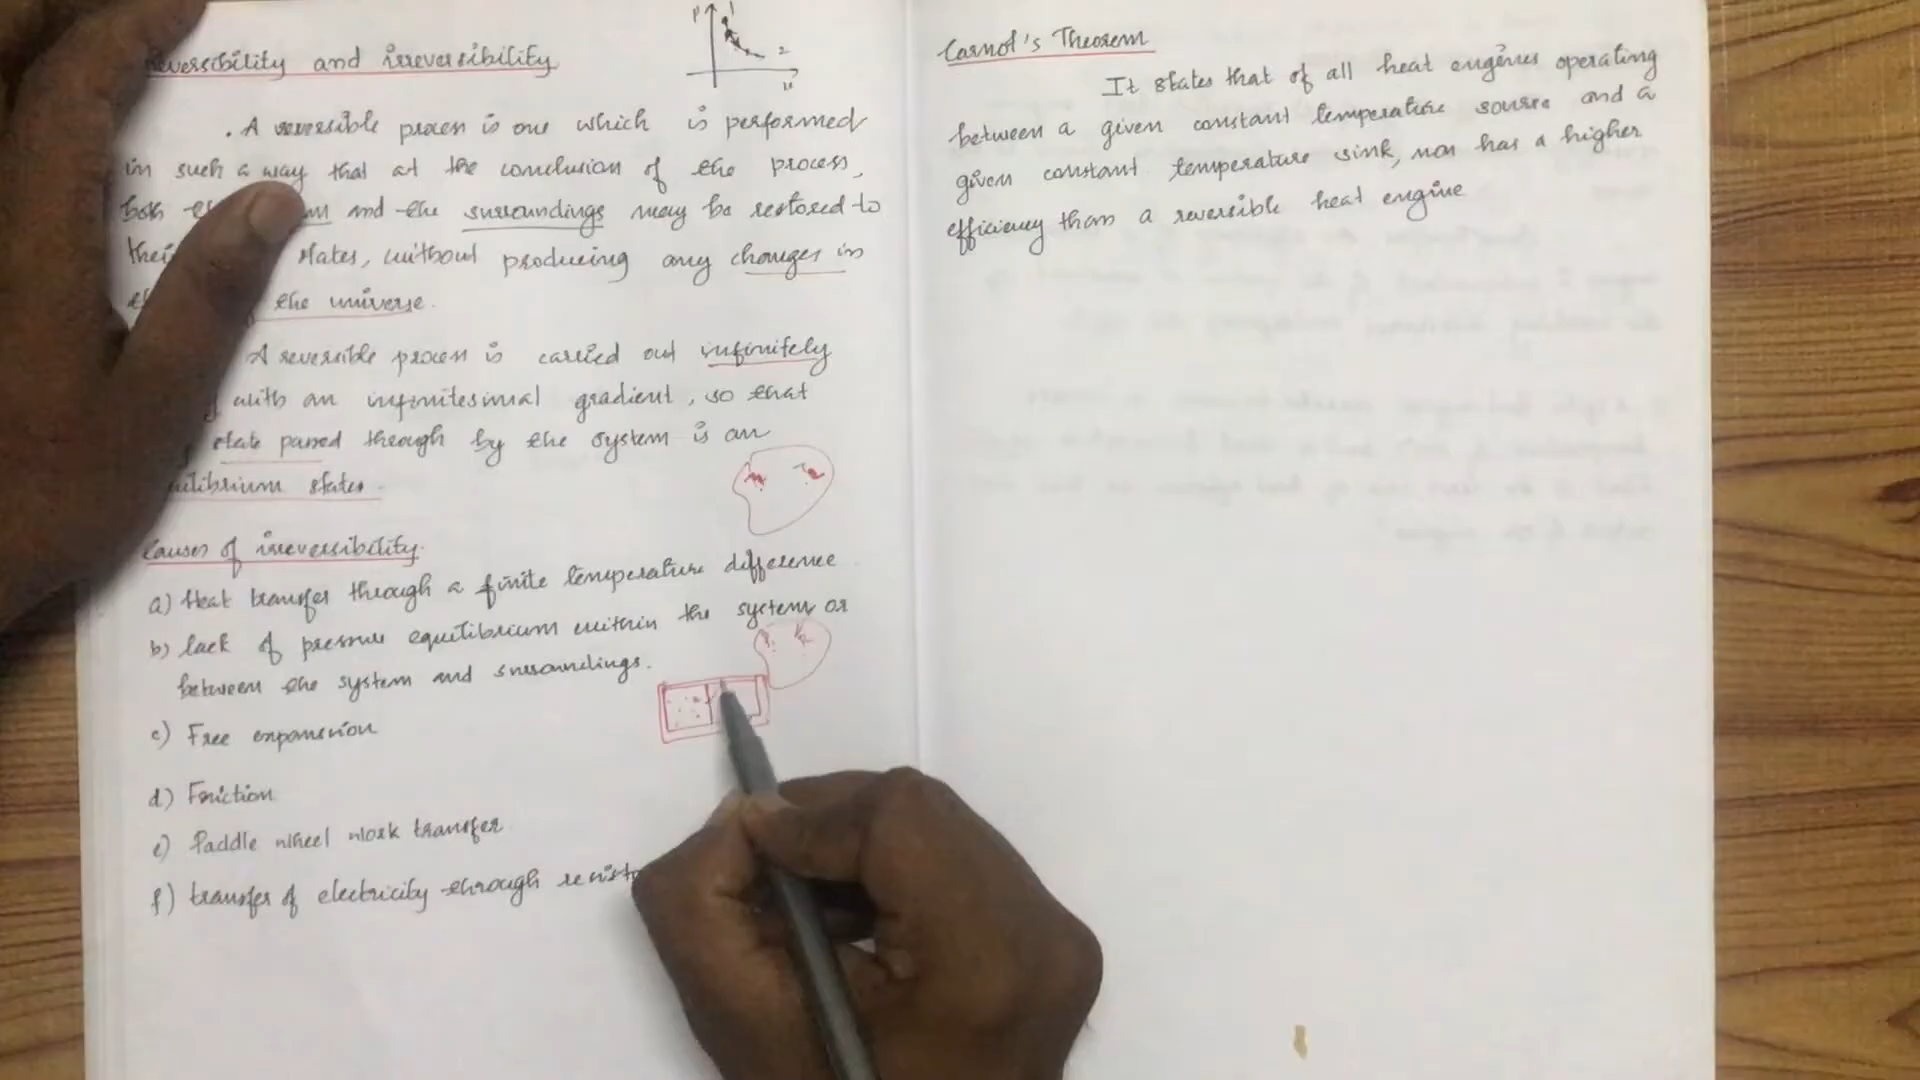 eversibility and irreversibility
P
1
2
. A reversible process is one which is performed
in such a way that at the conclusion of the process,
both and the surroundings may be restored to
states, without producing any changes in
the universe.
A reversible process is carried out infinitely
with an infinitesimal gradient, so that
state passed through by the system is an
states.
Causes of irreversibility.
a) Heat transfer through a finite temperature difference
b) lack of pressure equilibrium within the system or
between the system and surroundings.
c) Free expansion
d) Friction
e) Paddle wheel work transfer
f) transfer of electricity through
Carnot's Theorem
It states that of all heat engines operating
between a given constant temperature source and a
given constant temperature sink, non has a higher
efficiency than a reversible heat engine